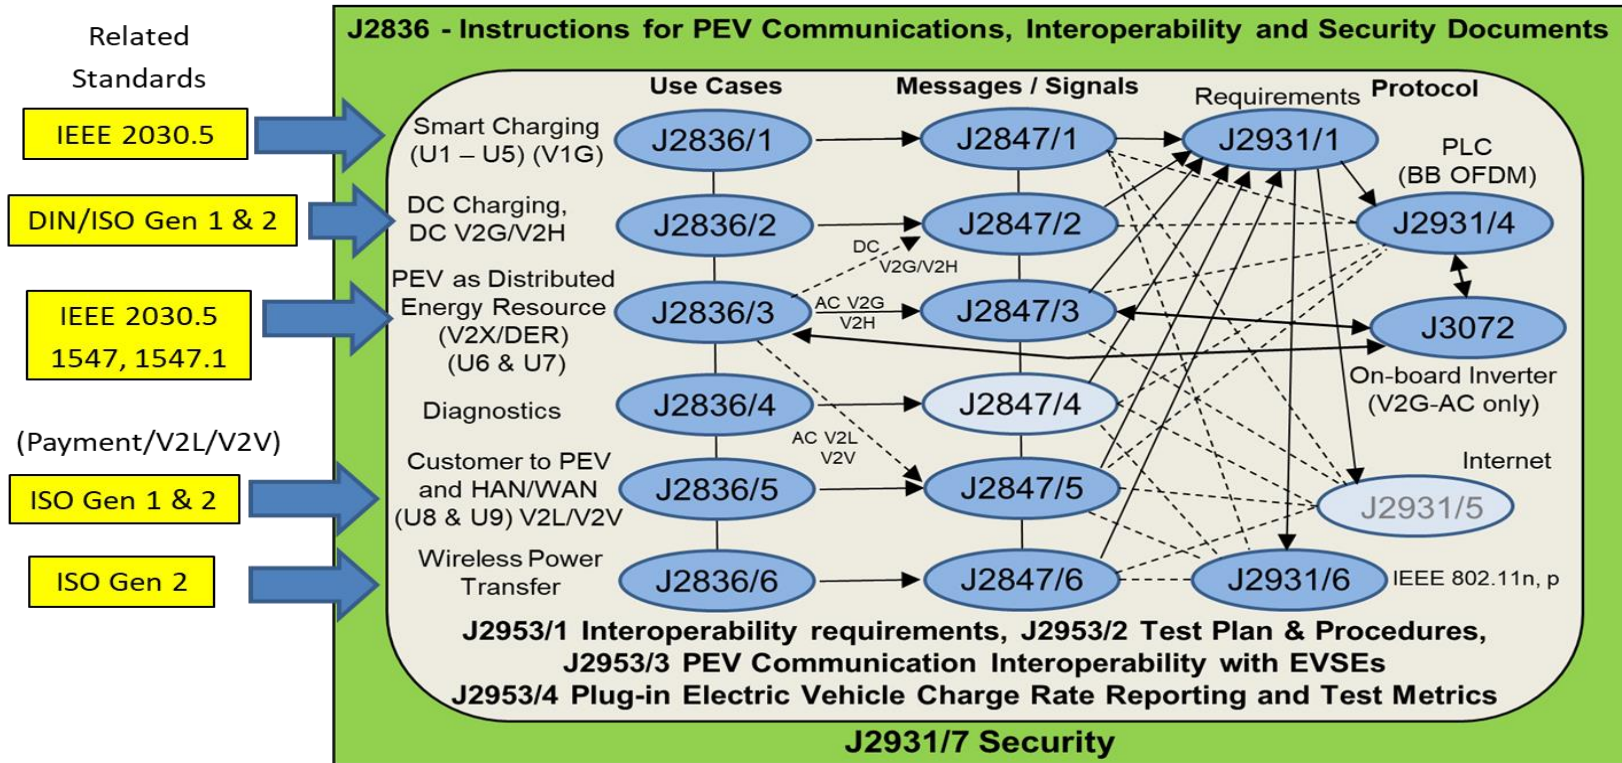 J2836 - Instructions for PEV Communications, Interoperability and Security Documents
Related
Standards
IEEE 2030.5
DIN/ISO Gen 1 & 2
IEEE 2030.5
1547, 1547.1
(Payment/V2L/V2V)
ISO Gen 1 & 2
ISO Gen 2
Use Cases
Messages / Signals
Requirements
Protocol
Smart Charging
(U1 – U5) (V1G)
J2836/1
J2847/1
J2931/1
PLC
(BB OFDM)
DC Charging,
DC V2G/V2H
J2836/2
J2847/2
J2931/4
DC
V2G/V2H
PEV as Distributed
Energy Resource
(V2X/DER)
(U6 & U7)
J2836/3
AC V2G
V2H
J2847/3
J3072
On-board Inverter
(V2G-AC only)
Diagnostics
J2836/4
J2847/4
AC V2L
V2V
Customer to PEV
and HAN/WAN
(U8 & U9) V2L/V2V
J2836/5
J2847/5
Internet
J2931/5
Wireless Power
Transfer
J2836/6
J2847/6
J2931/6
IEEE 802.11n, p
J2953/1 Interoperability requirements, J2953/2 Test Plan & Procedures,
J2953/3 PEV Communication Interoperability with EVSEs
J2953/4 Plug-in Electric Vehicle Charge Rate Reporting and Test Metrics
J2931/7 Security